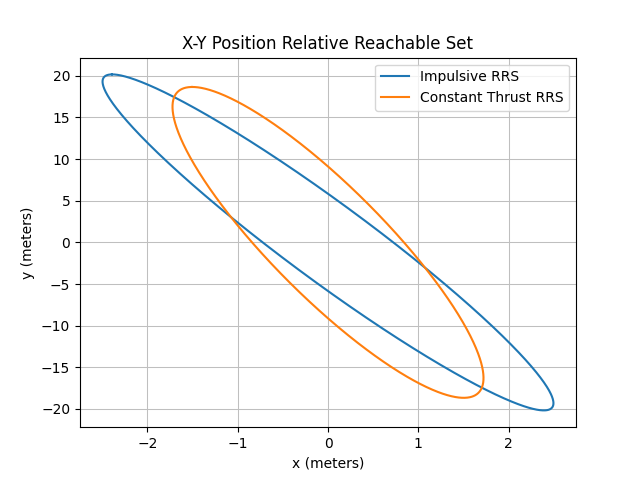 X-Y Position Relative Reachable Set
Impulsive RRS
Constant Thrust RRS
20
15
10
5
0
−5
−10
−15
−20
y (meters)
−2
−1
0
1
2
x (meters)